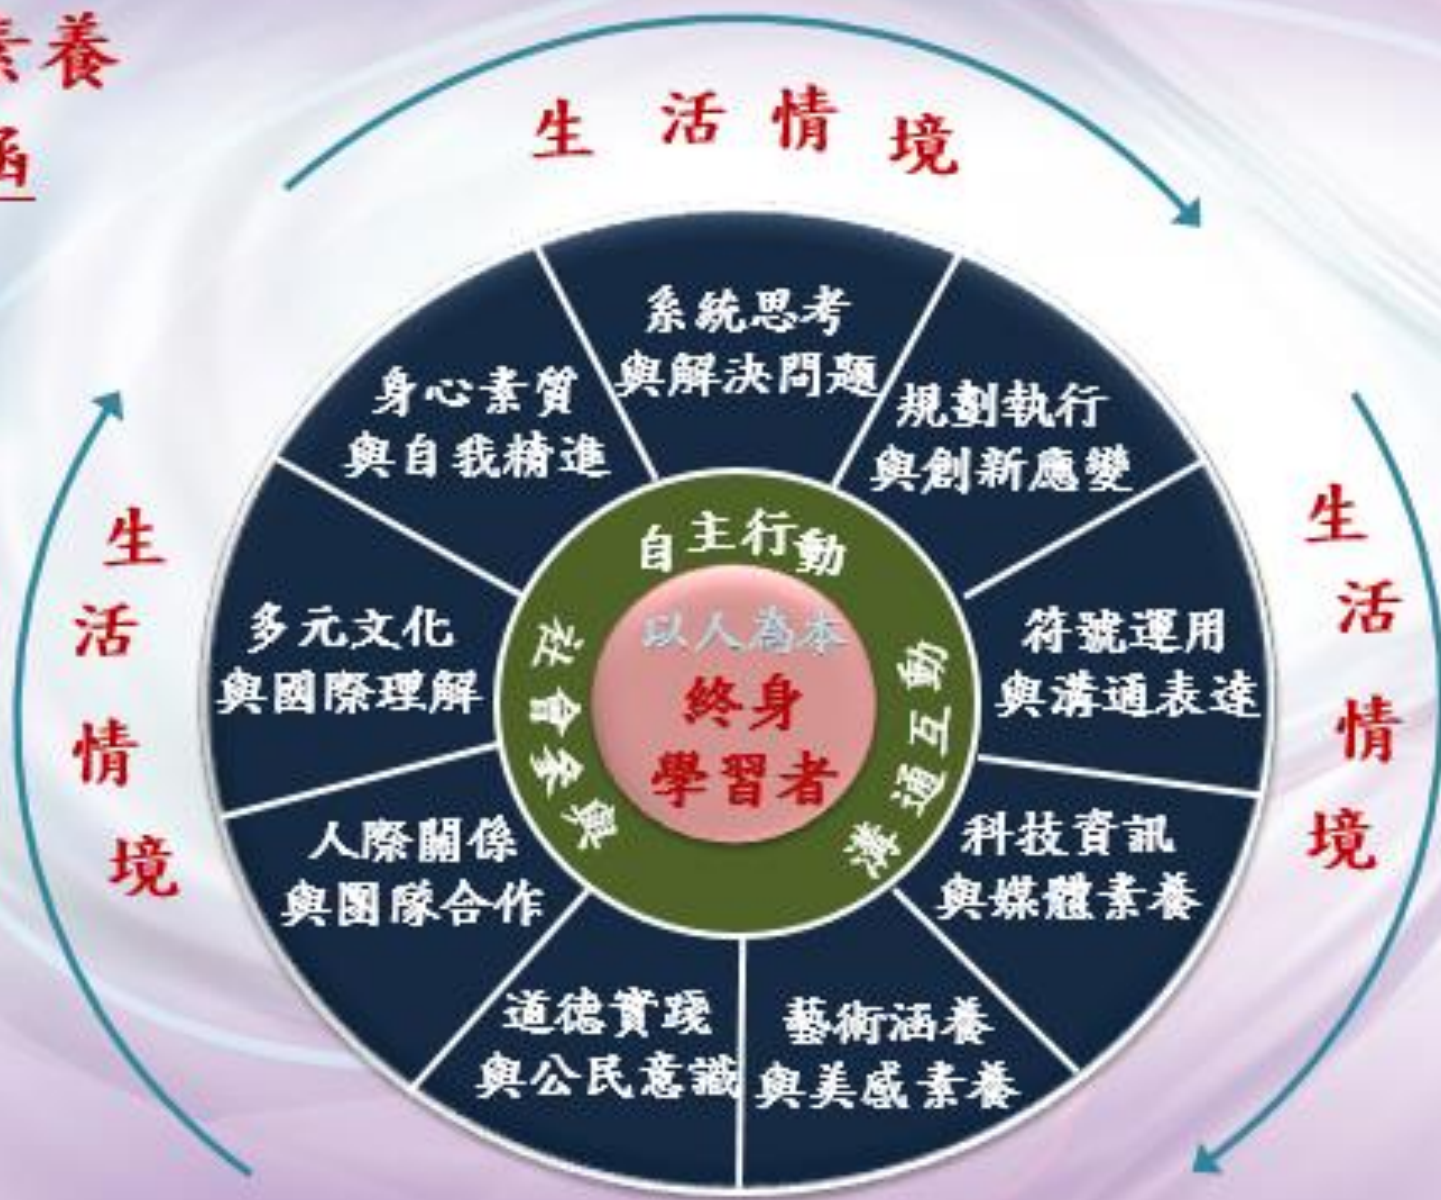 素養
涵
生活情境
系統思考
與解決問題
規劃執行
與創新應變
符號運用
與溝通表達
科技資訊
與媒體素養
藝術涵養
與美感素養
道德實踐
與公民意識
人際關係
與團隊合作
多元文化
與國際理解
身心素質
與自我精進
自主行動
溝通互動
社會參與
以人為本
終身
學習者
生活情境
生活情境